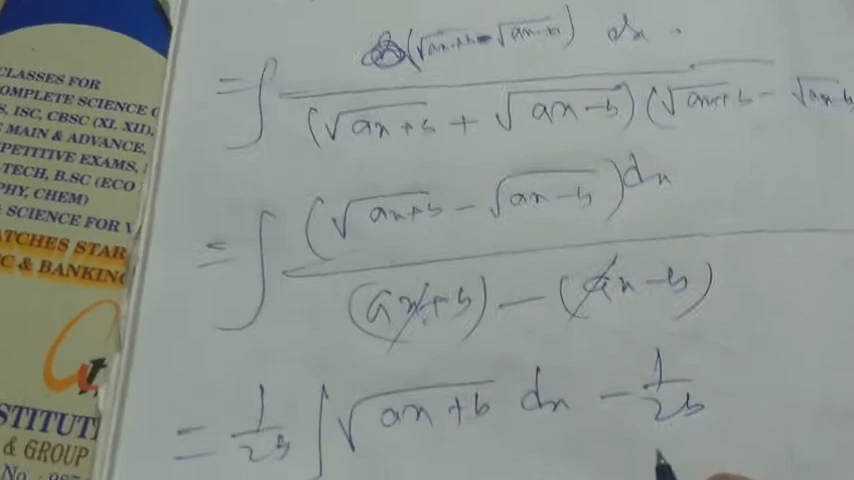 CLASSES FOR
COMPLETE SCIENCE
S, ISC, CBSC (XI, XII).
MAIN & ADVANCE.
PETITIVE EXAMS.
-TECH, B.SC (ECO
PHY, CHEM)
SCIENCE FOR
ATCHES STAR
C & BANKING
STITUT
& GROUP
No.
= ∫ (√ax+b - √ax-b) dx / (√ax+b + √ax-b) (√ax+b - √ax-b
= ∫ (√ax+b - √ax-b) dx / (ax+b) - (ax-b)
= 1/2b ∫ √ax+b dx - 1/2b